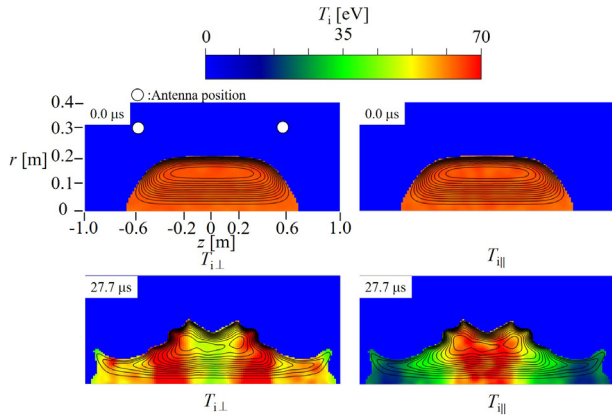 T_i [eV]
0 35 70
○ :Antenna position
0.4
0.0 μs
0.0 μs
0.3
r [m] 0.2
0.1
0
-1.0 -0.6 -0.2 0 0.2 0.6 1.0
z [m]
T_i⊥ T_i∥
27.7 μs 27.7 μs
T_i⊥ T_i∥